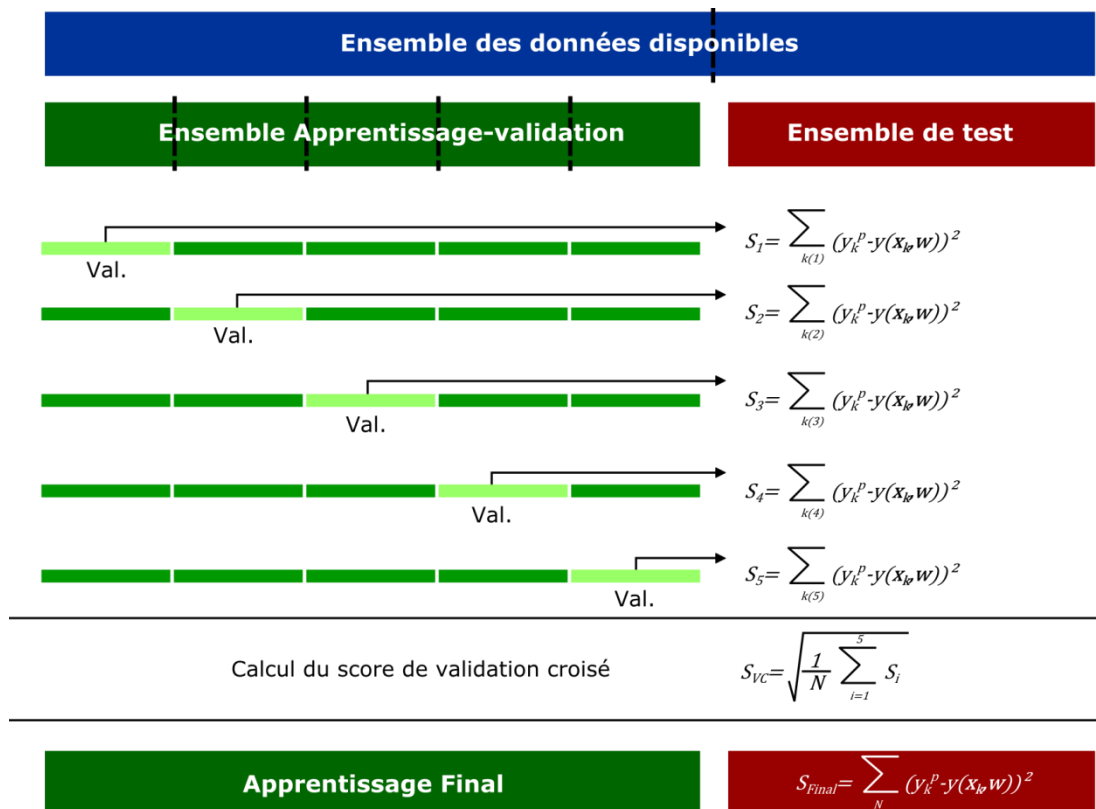 Ensemble des données disponibles
Ensemble Apprentissage-validation
Ensemble de test
S₁= ∑ k(1) (yₖᵖ-y(xₖ,w))²
Val.
S₂= ∑ k(2) (yₖᵖ-y(xₖ,w))²
Val.
S₃= ∑ k(3) (yₖᵖ-y(xₖ,w))²
Val.
S₄= ∑ k(4) (yₖᵖ-y(xₖ,w))²
Val.
S₅= ∑ k(5) (yₖᵖ-y(xₖ,w))²
Val.
Calcul du score de validation croisé
S_VC= √(1/N ∑ i=1 5 Sᵢ)
Apprentissage Final
S_Final= ∑ N (yₖᵖ-y(xₖ,w))²